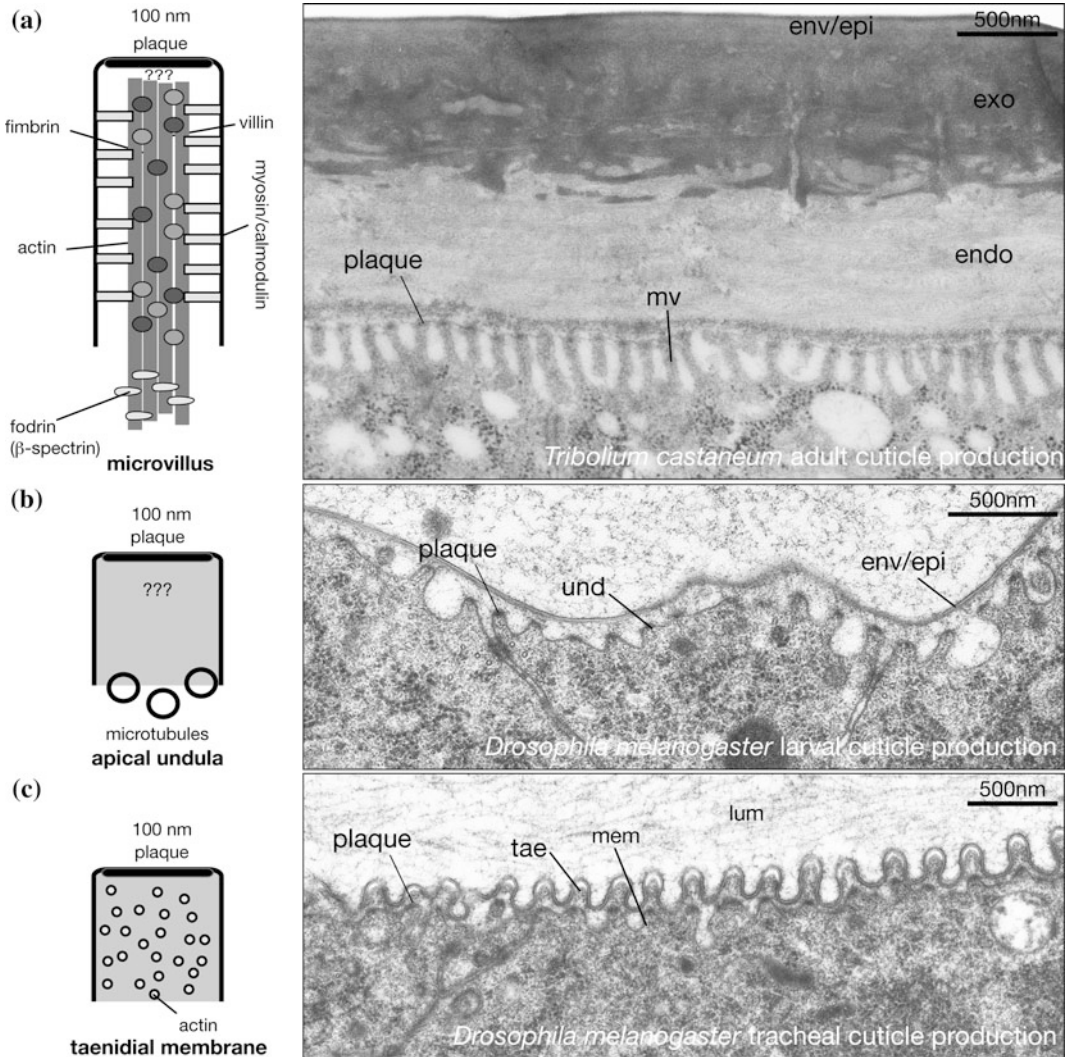 (a)
100 nm
plaque
???
fimbrin
villin
myosin/calmodulin
actin
fodrin
(β-spectrin)
microvillus
env/epi
500nm
exo
endo
plaque
mv
Tribolium castaneum adult cuticle production
(b)
100 nm
plaque
???
microtubules
apical undula
500nm
plaque
und
env/epi
Drosophila melanogaster larval cuticle production
(c)
100 nm
plaque
actin
taenidial membrane
500nm
lum
plaque
tae
mem
Drosophila melanogaster tracheal cuticle production